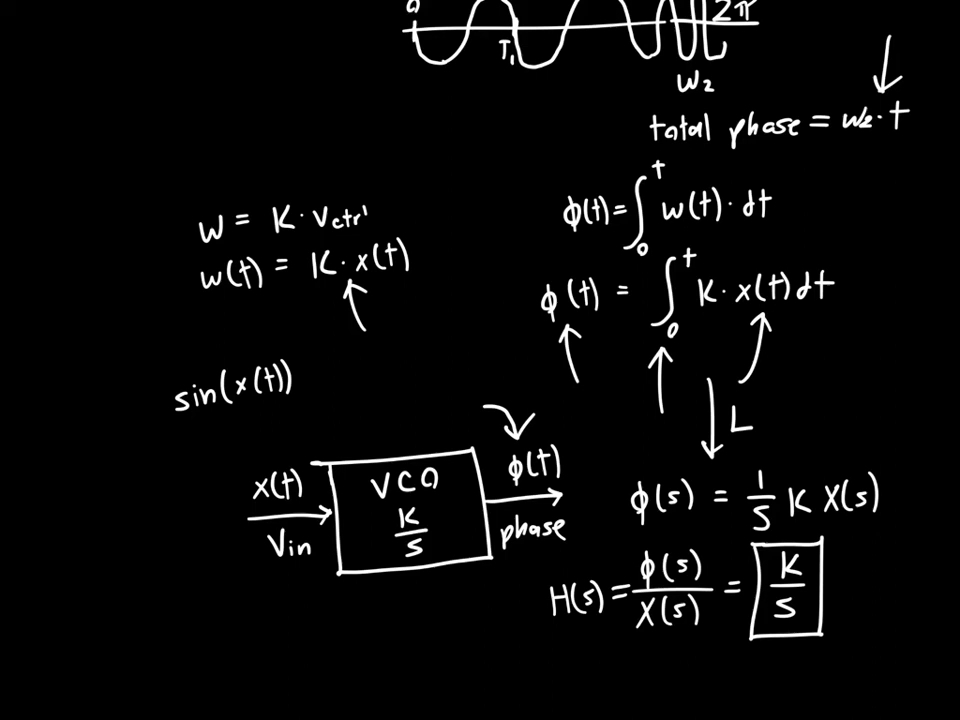 0 2π
T₁
w₂
total phase = w₂·t
w = K·Vctrl
w(t) = K·x(t)
ϕ(t) = ∫₀ᵗ w(t)·dt
ϕ(t) = ∫₀ᵗ K·x(t)dt
sin(x(t))
L
x(t) VCO ϕ(t)
Vin K/S phase
ϕ(s) = 1/S K X(s)
H(s) = ϕ(s)/X(s) = K/S